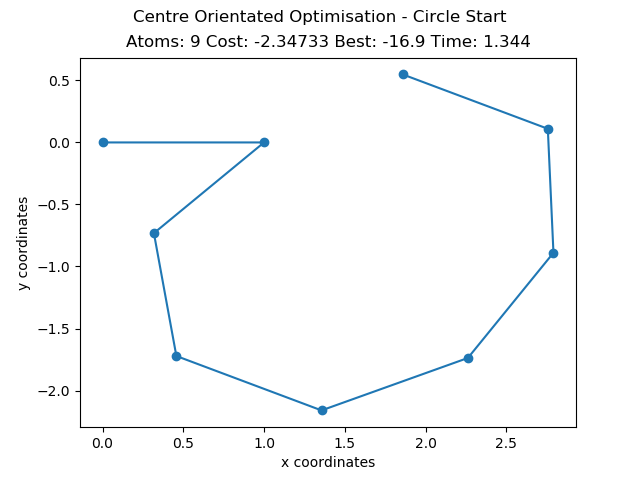 Centre Orientated Optimisation - Circle Start
Atoms: 9 Cost: -2.34733 Best: -16.9 Time: 1.344
0.5
0.0
−0.5
−1.0
−1.5
−2.0
y coordinates
0.0 0.5 1.0 1.5 2.0 2.5
x coordinates